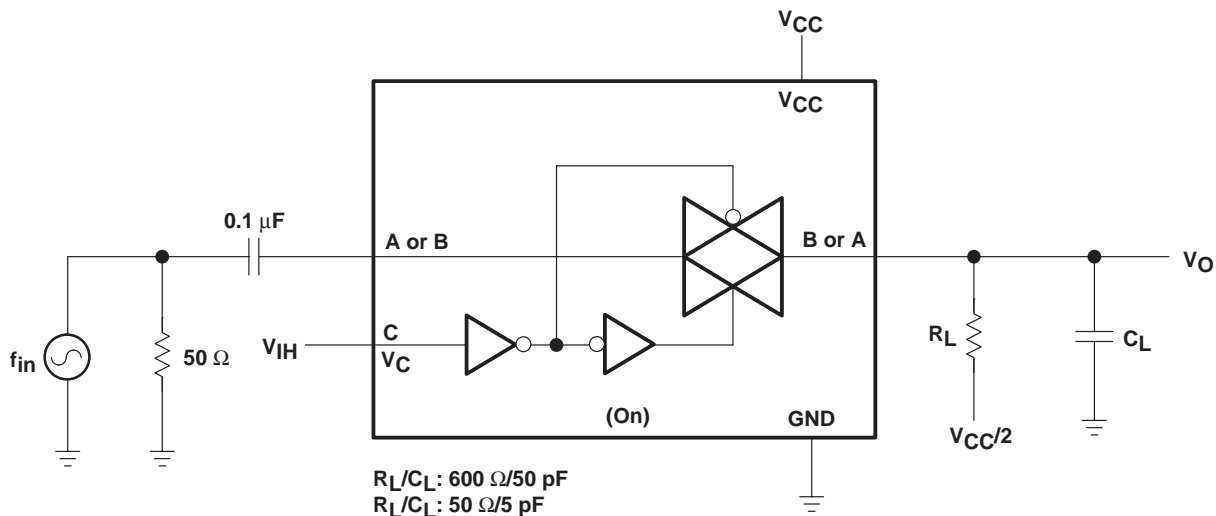 VCC
VCC
0.1 μF
A or B
B or A
VO
fin
50 Ω
VIH
C
VC
RL
CL
(On)
GND
VCC/2
RL/CL: 600 Ω/50 pF
RL/CL: 50 Ω/5 pF